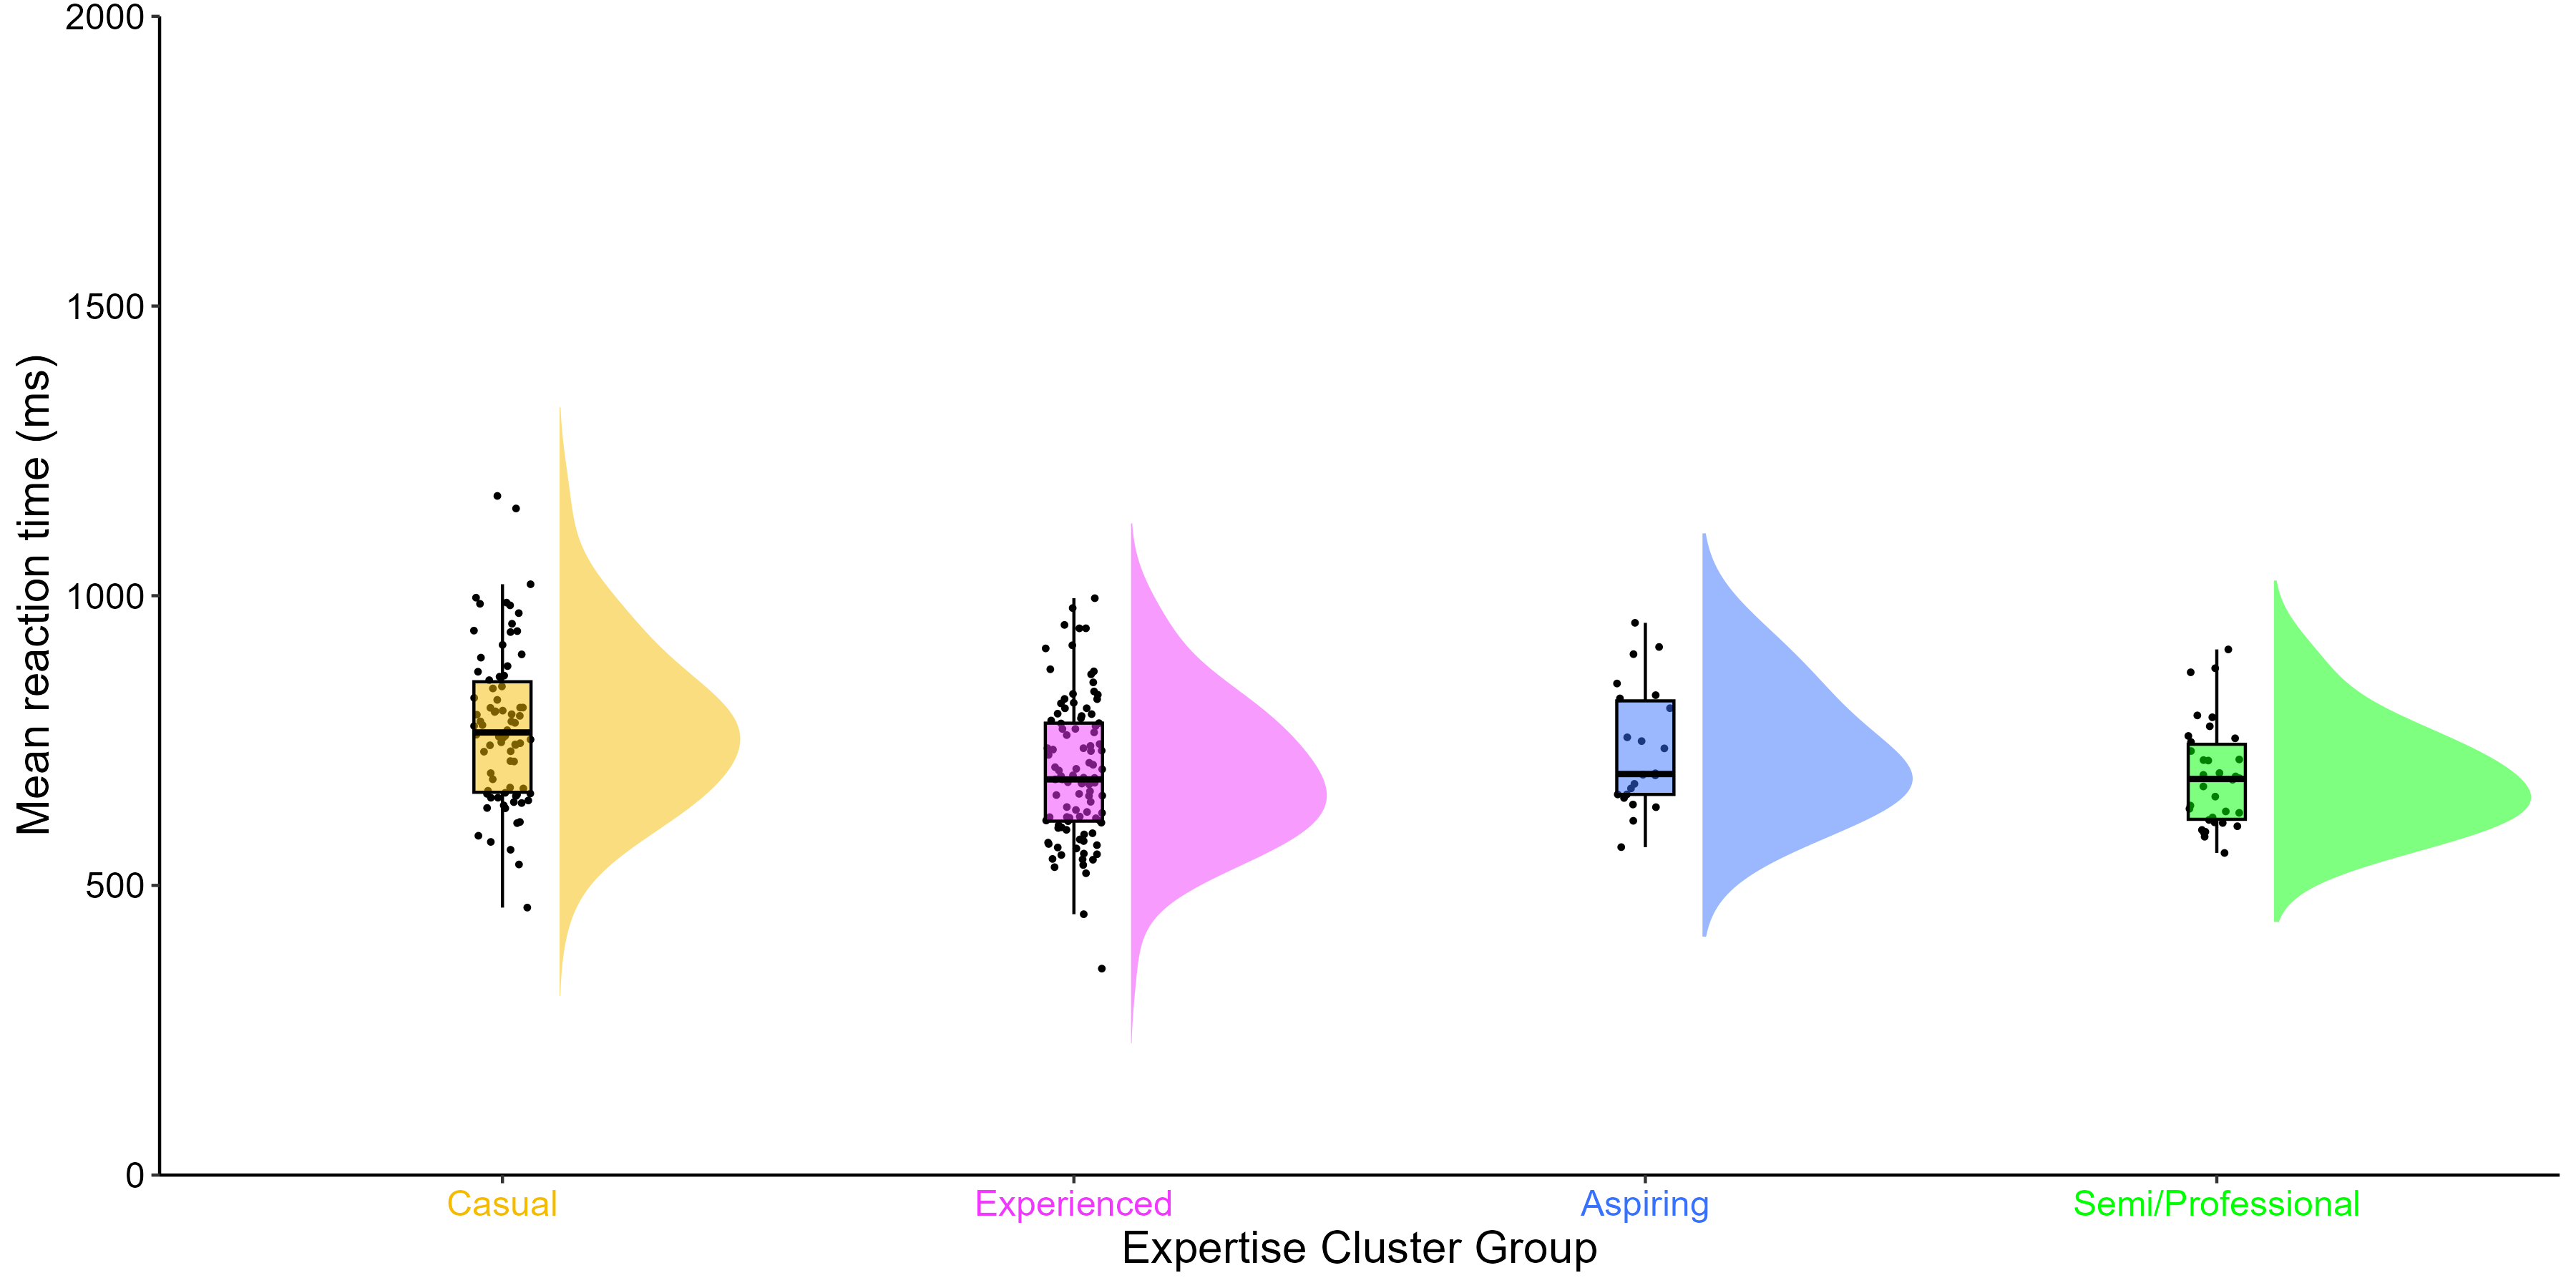 2000
1500
1000
500
0
Mean reaction time (ms)
Casual
Experienced
Aspiring
Semi/Professional
Expertise Cluster Group